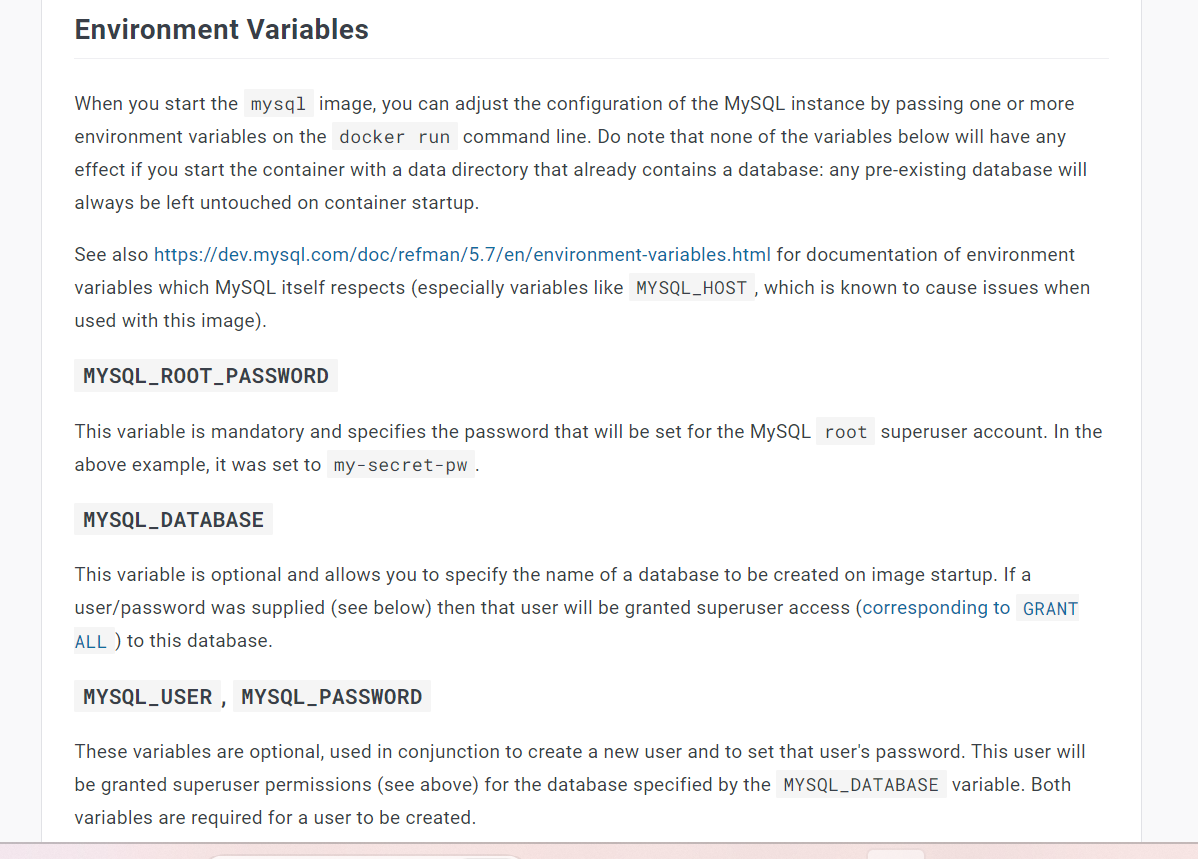 Environment Variables
When you start the mysql image, you can adjust the configuration of the MySQL instance by passing one or more
environment variables on the docker run command line. Do note that none of the variables below will have any
effect if you start the container with a data directory that already contains a database: any pre-existing database will
always be left untouched on container startup.
See also https://dev.mysql.com/doc/refman/5.7/en/environment-variables.html for documentation of environment
variables which MySQL itself respects (especially variables like MYSQL_HOST, which is known to cause issues when
used with this image).
MYSQL_ROOT_PASSWORD
This variable is mandatory and specifies the password that will be set for the MySQL root superuser account. In the
above example, it was set to my-secret-pw.
MYSQL_DATABASE
This variable is optional and allows you to specify the name of a database to be created on image startup. If a
user/password was supplied (see below) then that user will be granted superuser access (corresponding to GRANT
ALL) to this database.
MYSQL_USER, MYSQL_PASSWORD
These variables are optional, used in conjunction to create a new user and to set that user's password. This user will
be granted superuser permissions (see above) for the database specified by the MYSQL_DATABASE variable. Both
variables are required for a user to be created.